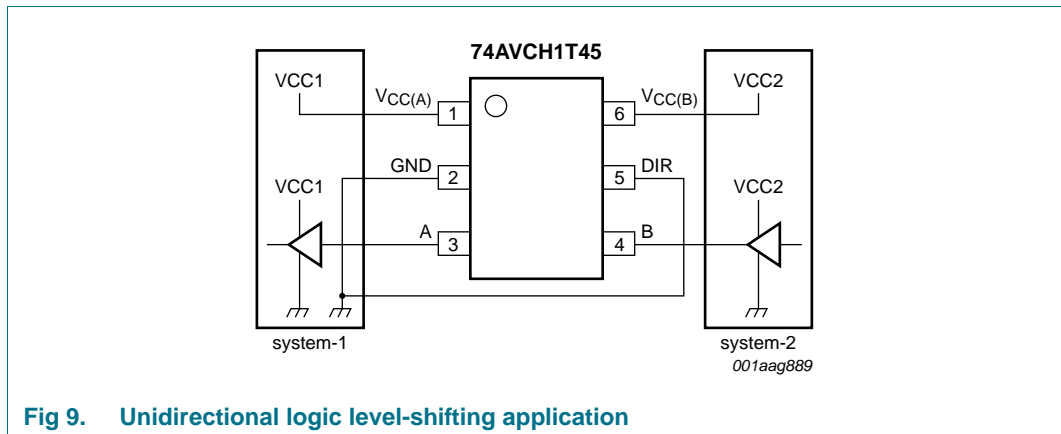 74AVCH1T45
VCC1
VCC(A)
1
6
VCC(B)
VCC2
GND
2
5
DIR
VCC1
VCC2
A
3
4
B
system-1
system-2
001aag889
Fig 9. Unidirectional logic level-shifting application